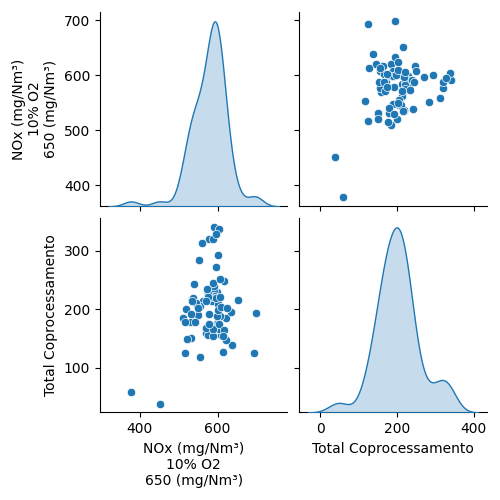 700
600
500
400
NOx (mg/Nm³)
10% O2
650 (mg/Nm³)
300
200
100
Total Coprocessamento
400
600
NOx (mg/Nm³)
10% O2
650 (mg/Nm³)
0
200
400
Total Coprocessamento